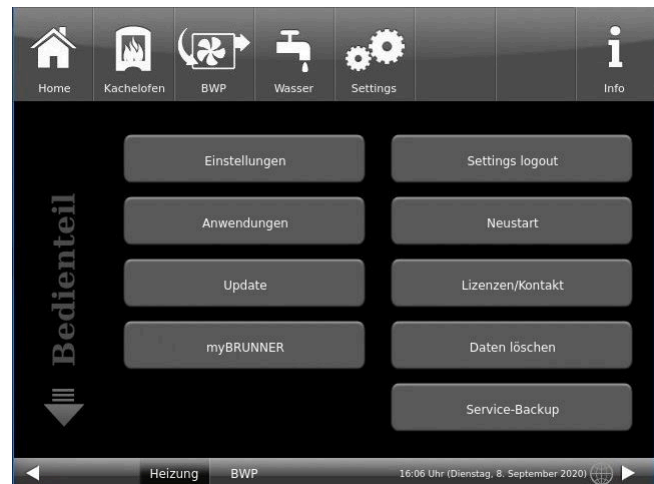 Home Kachelofen BWP Wasser Settings Info
Bedienteil
Einstellungen Settings logout
Anwendungen Neustart
Update Lizenzen/Kontakt
myBRUNNER Daten löschen
Service-Backup
Heizung BWP 16:06 Uhr (Dienstag, 8. September 2020)